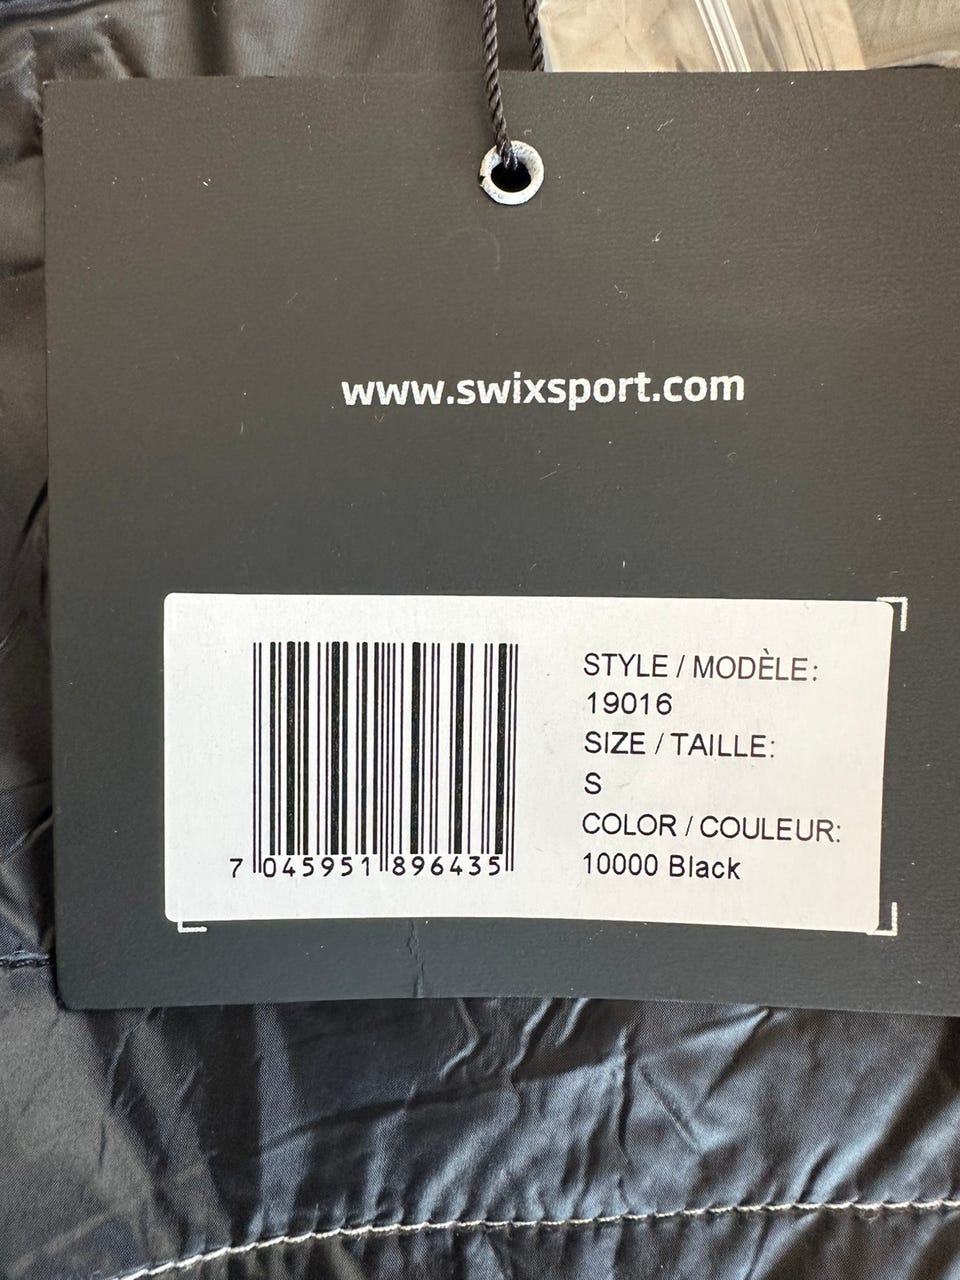 www.swixsport.com
STYLE / MODÈLE:
19016
SIZE / TAILLE:
S
COLOR / COULEUR:
10000 Black
7 045951 896435